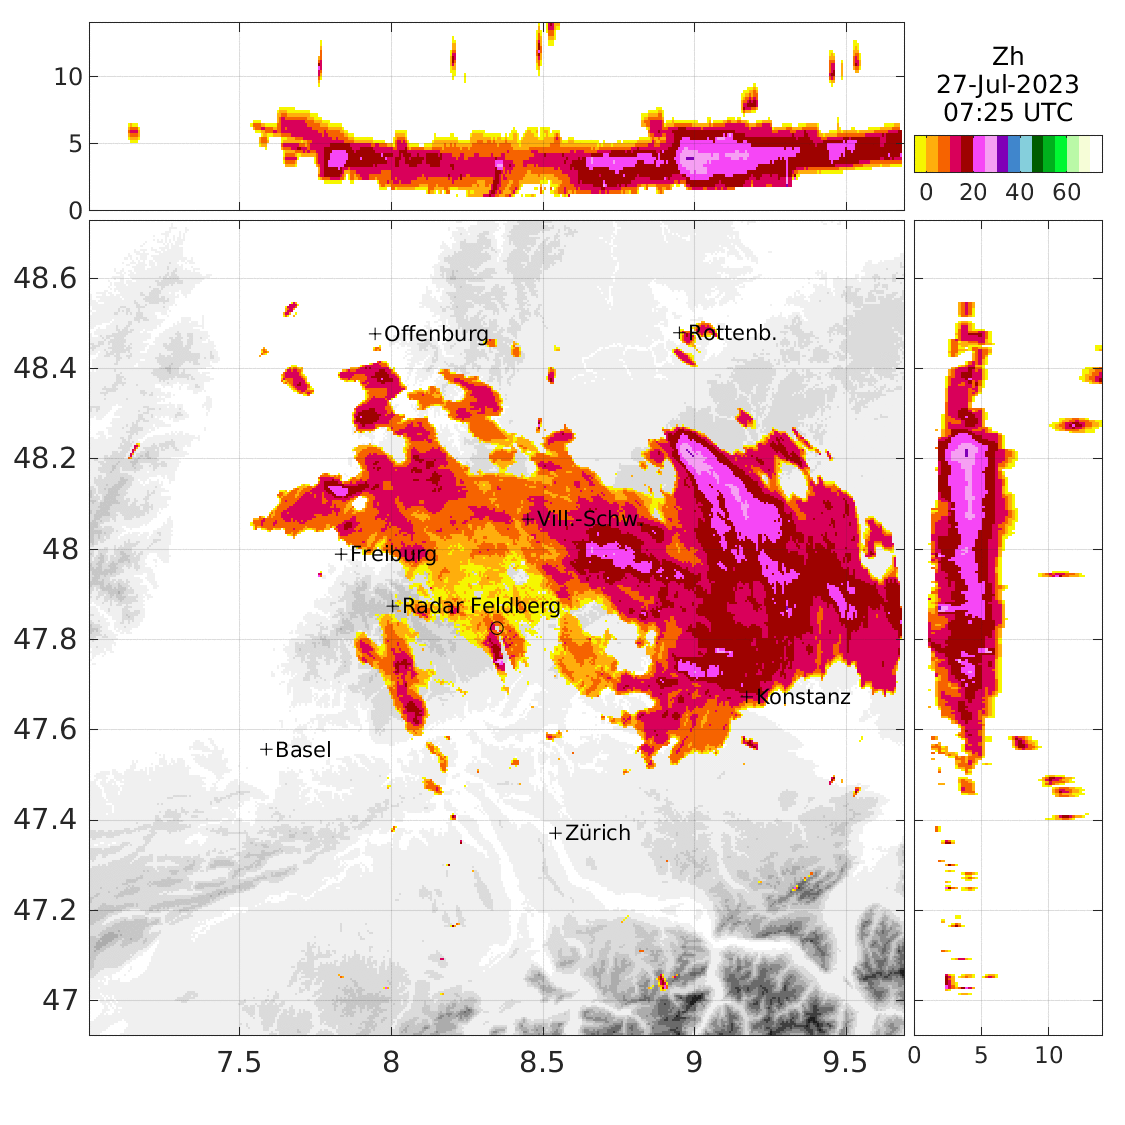 10
5
0
Zh
27-Jul-2023
07:25 UTC
0 20 40 60
48.6
48.4
48.2
48
47.8
47.6
47.4
47.2
47
Offenburg
Rottenb.
Vill.-Schw.
Freiburg
Radar Feldberg
Konstanz
Basel
Zürich
7.5 8 8.5 9 9.5
0 5 10